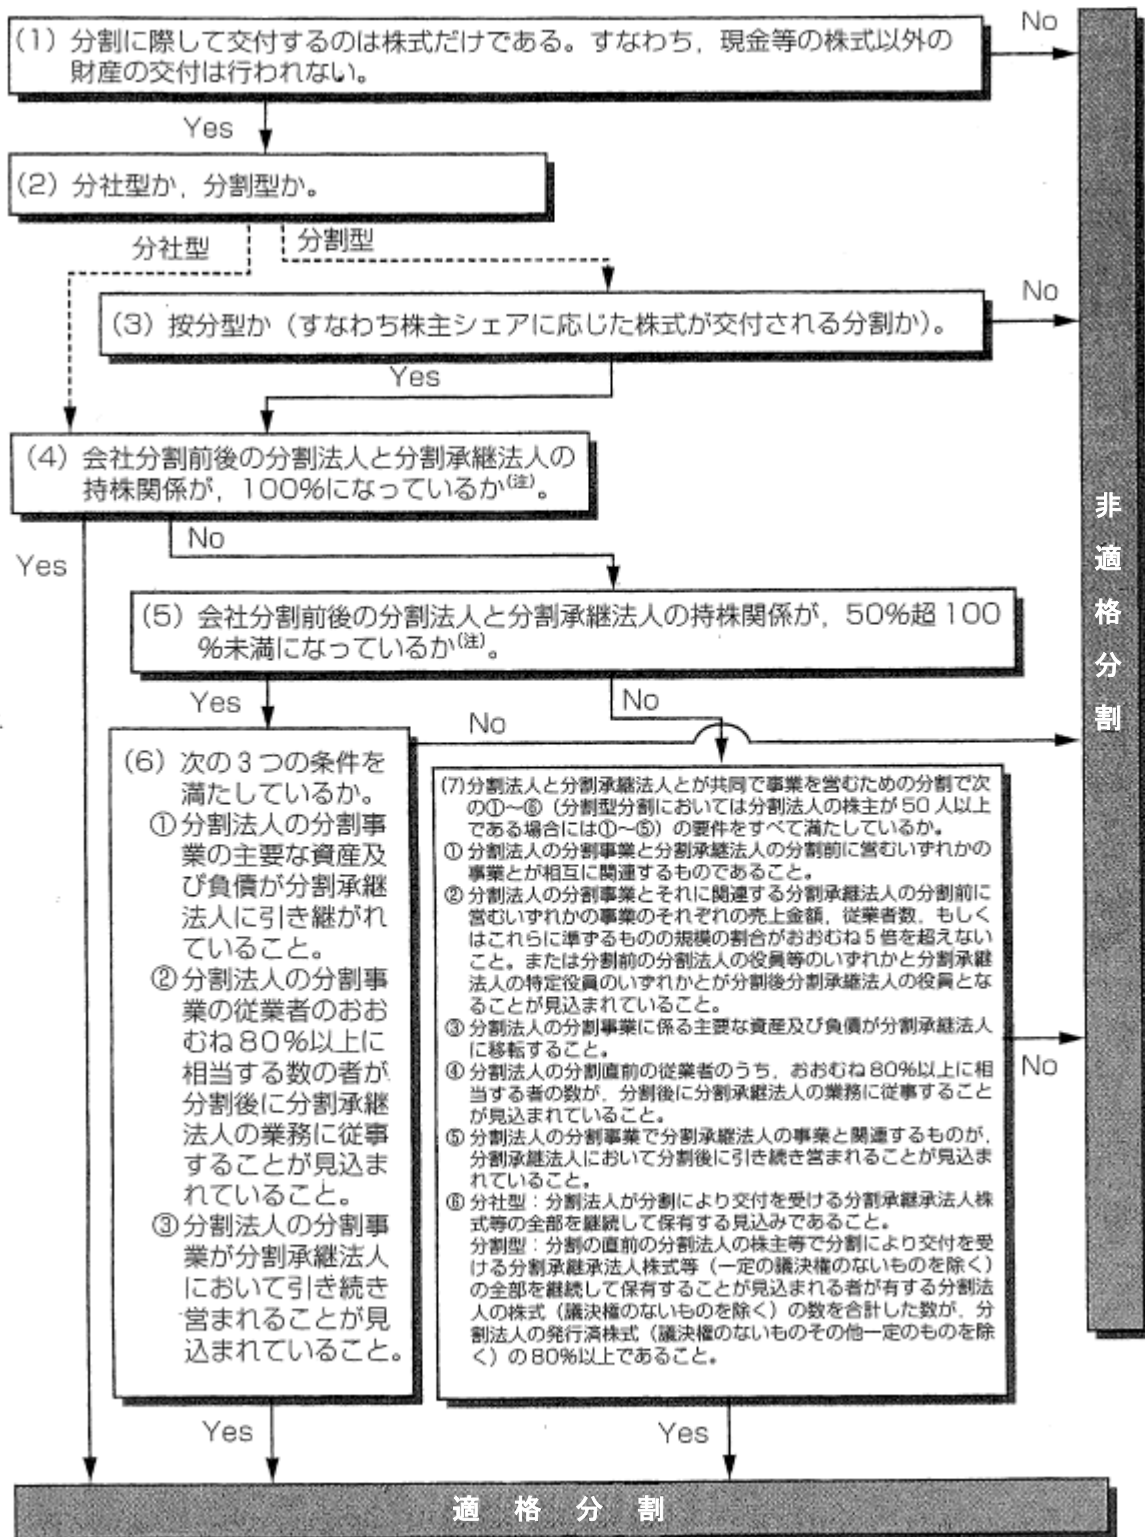 (1) 分割に際して交付するのは株式だけである。すなわち，現金等の株式以外の
財産の交付は行われない。
No
Yes
(2) 分社型か，分割型か。
分社型
分割型
(3) 按分型か（すなわち株主シェアに応じた株式が交付される分割か）。
No
Yes
(4) 会社分割前後の分割法人と分割承継法人の
持株関係が，100％になっているか(注)。
Yes
No
(5) 会社分割前後の分割法人と分割承継法人の持株関係が，50％超100
％未満になっているか(注)。
Yes
No
No
(6) 次の3つの条件を
満たしているか。
①分割法人の分割事
業の主要な資産及
び負債が分割承継
法人に引き継がれ
ていること。
②分割法人の分割事
業の従業者のおお
むね80％以上に
相当する数の者が
分割後に分割承継
法人の業務に従事
することが見込ま
れていること。
③分割法人の分割事
業が分割承継法人
において引き続き
営まれることが見
込まれていること。
Yes
(7)分割法人と分割承継法人とが共同で事業を営むための分割で次
の①～⑥（分割型分割においては分割法人の株主が50人以上
である場合には①～⑤）の要件をすべて満たしているか。
① 分割法人の分割事業と分割承継法人の分割前に営むいずれかの
事業とが相互に関連するものであること。
② 分割法人の分割事業とそれに関連する分割承継法人の分割前に
営むいずれかの事業のそれぞれの売上金額，従業者数，もしく
はこれらに準ずるものの規模の割合がおおむね5倍を超えない
こと。または分割前の分割法人の役員等のいずれかと分割承継
法人の特定役員のいずれかとが分割後分割承継法人の役員とな
ることが見込まれていること。
③ 分割法人の分割事業に係る主要な資産及び負債が分割承継法人
に移転すること。
④ 分割法人の分割直前の従業者のうち，おおむね80％以上に相
当する者の数が，分割後に分割承継法人の業務に従事すること
が見込まれていること。
⑤ 分割法人の分割事業で分割承継法人の事業と関連するものが，
分割承継法人において分割後に引き続き営まれることが見込ま
れていること。
⑥ 分社型：分割法人が分割により交付を受ける分割承継承法人株
式等の全部を継続して保有する見込みであること。
分割型：分割の直前の分割法人の株主等で分割により交付を受
ける分割承継承法人株式等（一定の議決権のないものを除く）
の全部を継続して保有することが見込まれる者が有する分割法
人の株式（議決権のないものを除く）の数を合計した数が，分
割法人の発行済株式（議決権のないものその他一定のものを除
く）の80％以上であること。
No
Yes
非適格分割
適格分割